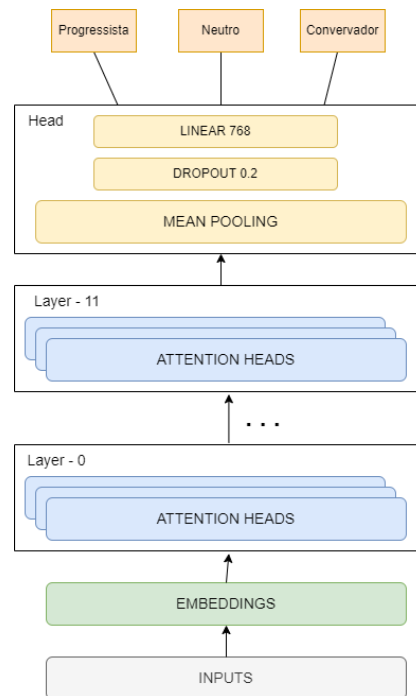 Progressista
Neutro
Convervador
Head
LINEAR 768
DROPOUT 0.2
MEAN POOLING
Layer - 11
ATTENTION HEADS
. . .
Layer - 0
ATTENTION HEADS
EMBEDDINGS
INPUTS